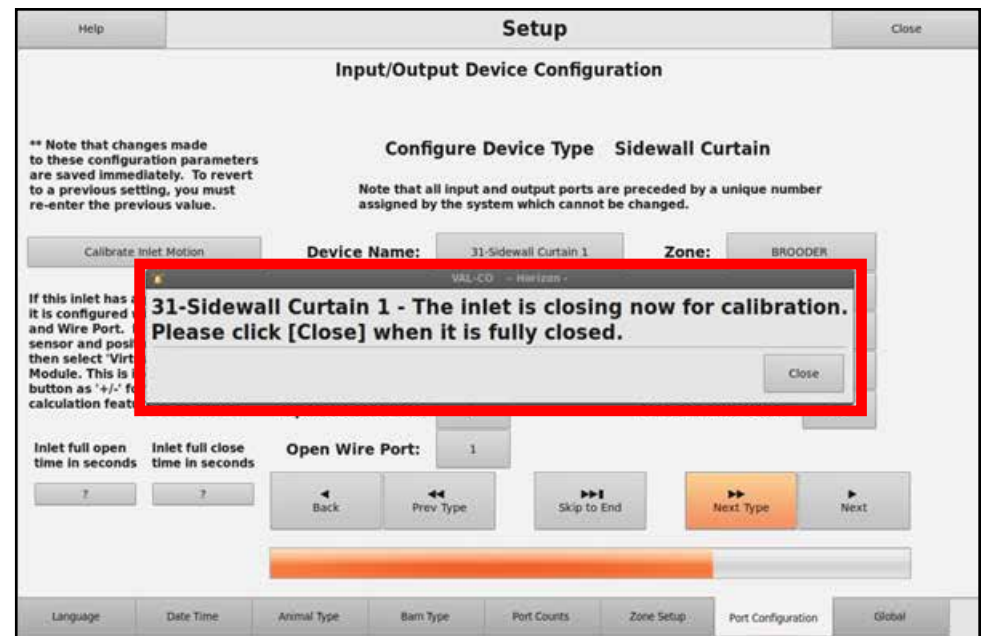 Help
Setup
Close
Input/Output Device Configuration
** Note that changes made
to these configuration parameters
are saved immediately. To revert
to a previous setting, you must
re-enter the previous value.
Configure Device Type Sidewall Curtain
Note that all input and output ports are preceded by a unique number
assigned by the system which cannot be changed.
Calibrate Inlet Motion
Device Name:
31-Sidewall Curtain 1
Zone:
BROODER
VAL-CO - Horizon -
31-Sidewall Curtain 1 - The inlet is closing now for calibration.
Please click [Close] when it is fully closed.
Close
If this inlet has
it is configured
and Wire Port.
sensor and
then select
Module. This is
button as '+/-'
calculation
Inlet full open
time in seconds
Inlet full close
time in seconds
?
?
Open Wire Port:
1
Back
Prev Type
Skip to End
Next Type
Next
Language
Date Time
Animal Type
Barn Type
Port Counts
Zone Setup
Port Configuration
Global